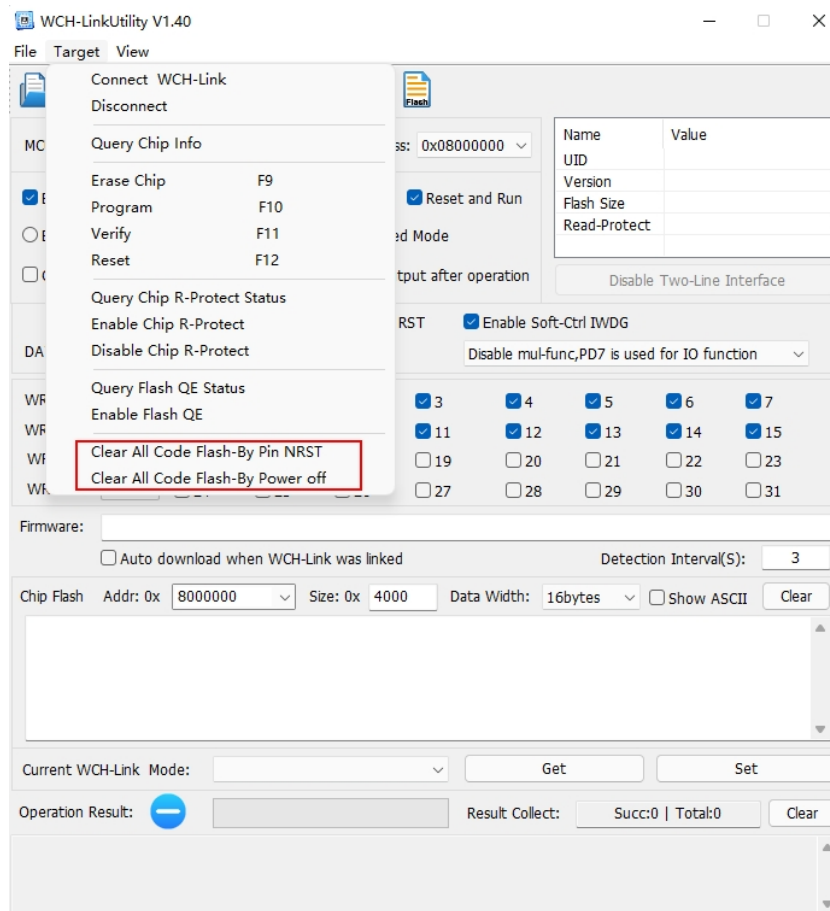 WCH-LinkUtility V1.40
File Target View
Connect WCH-Link
Disconnect
Query Chip Info
Erase Chip F9
Program F10
Verify F11
Reset F12
Query Chip R-Protect Status
Enable Chip R-Protect
Disable Chip R-Protect
Query Flash QE Status
Enable Flash QE
Clear All Code Flash-By Pin NRST
Clear All Code Flash-By Power off
Flash
MC
ss: 0x08000000
Name Value
UID
Version
Flash Size
Read-Protect
Reset and Run
ed Mode
tput after operation
Disable Two-Line Interface
RST Enable Soft-Ctrl IWDG
DA
Disable mul-func,PD7 is used for IO function
WR 3 4 5 6 7
WR 11 12 13 14 15
WR 19 20 21 22 23
WR 27 28 29 30 31
Firmware:
Auto download when WCH-Link was linked Detection Interval(S): 3
Chip Flash Addr: 0x 8000000 Size: 0x 4000 Data Width: 16bytes Show ASCII Clear
Current WCH-Link Mode: Get Set
Operation Result: Result Collect: Succ:0 | Total:0 Clear